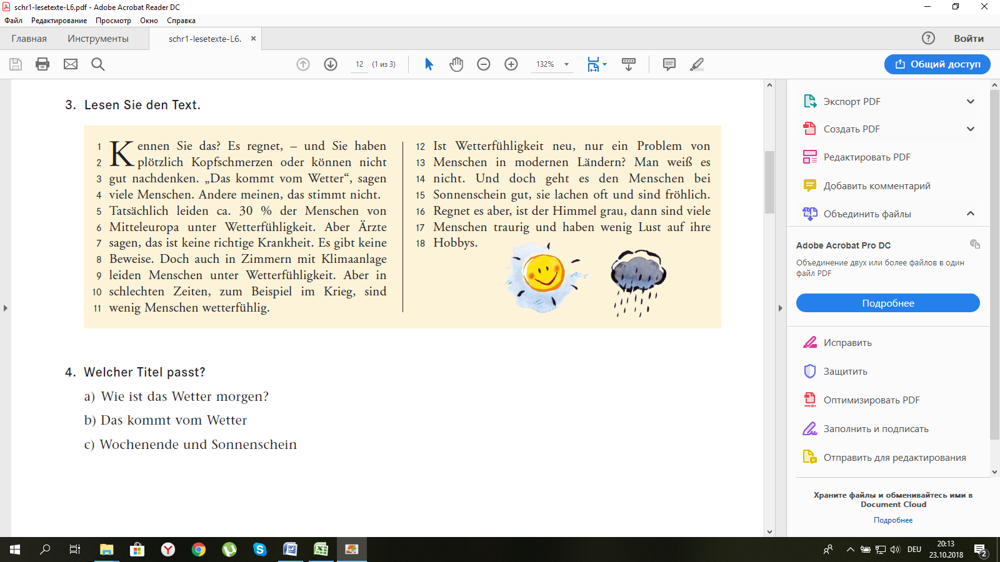 schr1-lesetexte-L6.pdf - Adobe Acrobat Reader DC
Файл Редактирование Просмотр Окно Справка
Главная Инструменты schr1-lesetexte-L6. × ? Войти
12 (1 из 3) 132% Общий доступ
3. Lesen Sie den Text.
1 Kennen Sie das? Es regnet, – und Sie haben
2 plötzlich Kopfschmerzen oder können nicht
3 gut nachdenken. „Das kommt vom Wetter“, sagen
4 viele Menschen. Andere meinen, das stimmt nicht.
5 Tatsächlich leiden ca. 30 % der Menschen von
6 Mitteleuropa unter Wetterfühligkeit. Aber Ärzte
7 sagen, das ist keine richtige Krankheit. Es gibt keine
8 Beweise. Doch auch in Zimmern mit Klimaanlage
9 leiden Menschen unter Wetterfühligkeit. Aber in
10 schlechten Zeiten, zum Beispiel im Krieg, sind
11 wenig Menschen wetterfühlig.
12 Ist Wetterfühligkeit neu, nur ein Problem von
13 Menschen in modernen Ländern? Man weiß es
14 nicht. Und doch geht es den Menschen bei
15 Sonnenschein gut, sie lachen oft und sind fröhlich.
16 Regnet es aber, ist der Himmel grau, dann sind viele
17 Menschen traurig und haben wenig Lust auf ihre
18 Hobbys.
4. Welcher Titel passt?
a) Wie ist das Wetter morgen?
b) Das kommt vom Wetter
c) Wochenende und Sonnenschein
Экспорт PDF
Создать PDF
Редактировать PDF
Добавить комментарий
Объединить файлы
Adobe Acrobat Pro DC
Объединение двух или более файлов в один
файл PDF
Подробнее
Исправить
Защитить
Оптимизировать PDF
Заполнить и подписать
Отправить для редактирования
Храните файлы и обменивайтесь ими в
Document Cloud
Подробнее
DEU
20:13
23.10.2018
2